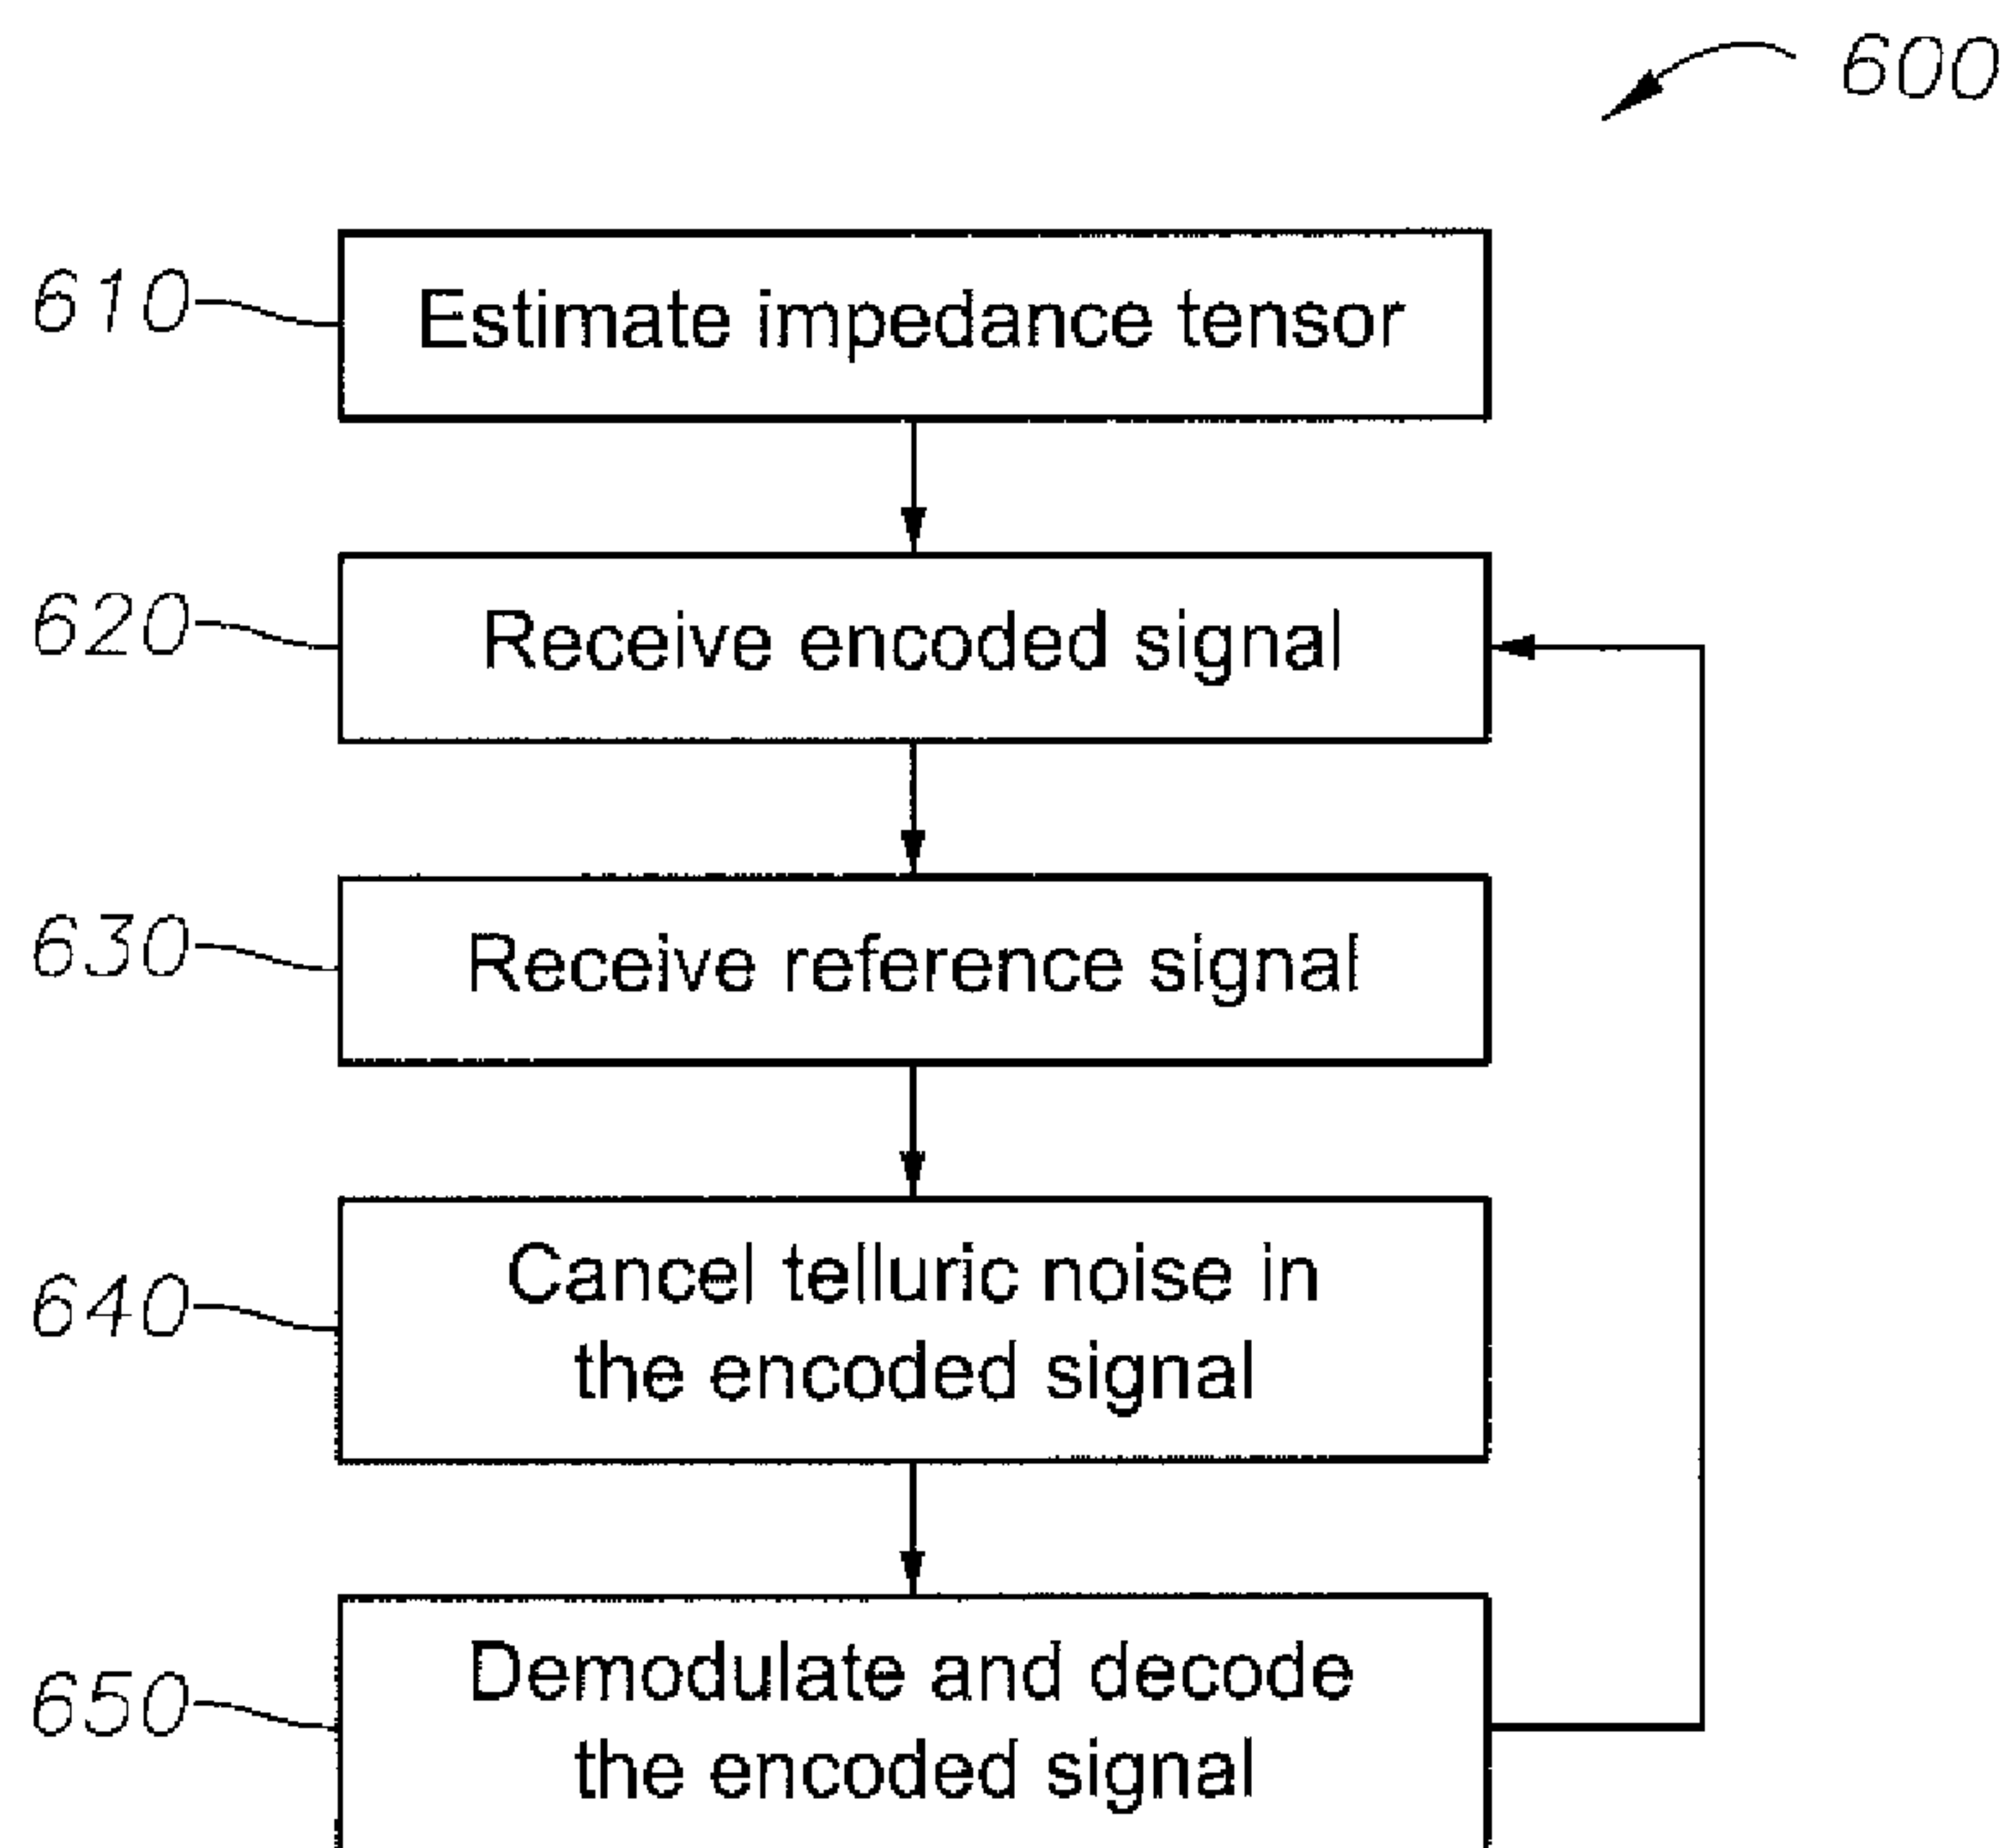 600
610
Estimate impedance tensor
620
Receive encoded signal
630
Receive reference signal
640
Cancel telluric noise in
the encoded signal
650
Demodulate and decode
the encoded signal